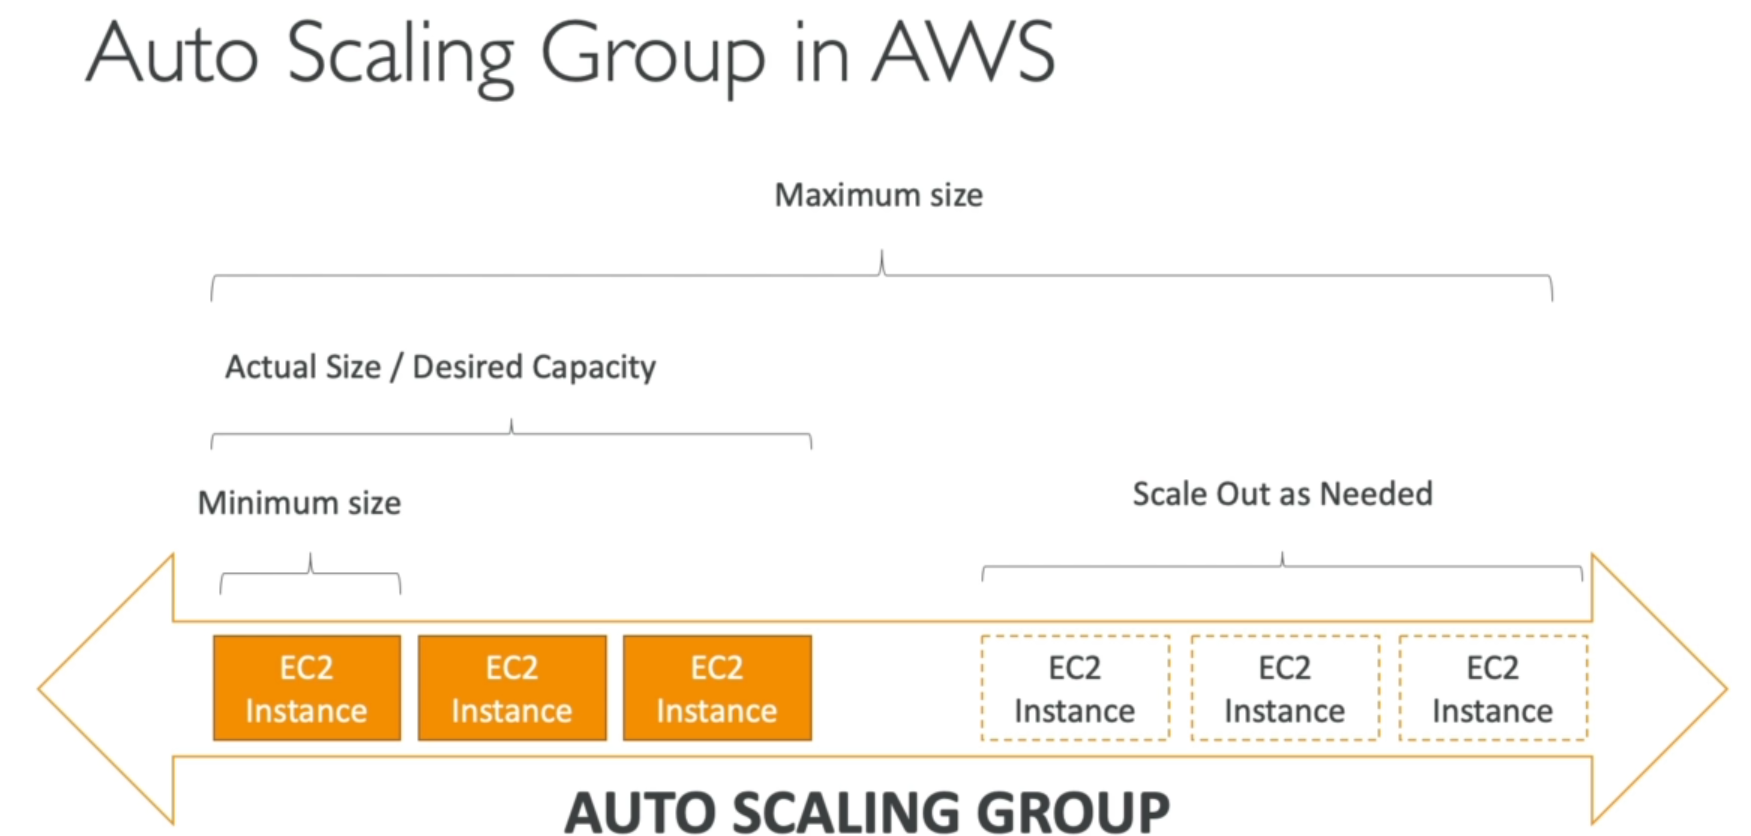 Auto Scaling Group in AWS
Maximum size
Actual Size / Desired Capacity
Minimum size
Scale Out as Needed
EC2
Instance
EC2
Instance
EC2
Instance
EC2
Instance
EC2
Instance
EC2
Instance
AUTO SCALING GROUP